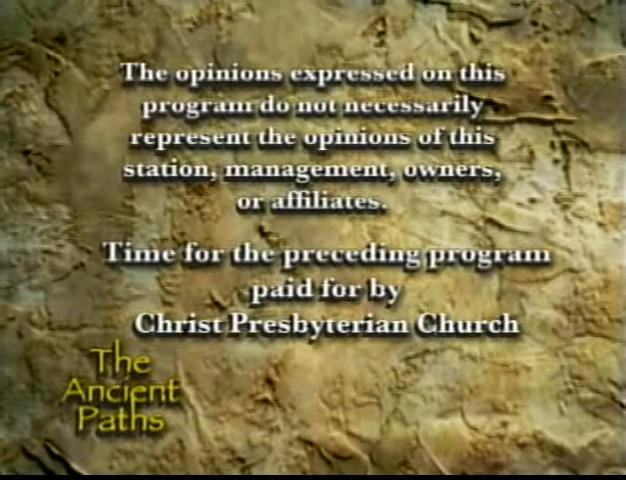 The opinions expressed on this
program do not necessarily
represent the opinions of this
station, management, owners,
or affiliates.
Time for the preceding program
paid for by
Christ Presbyterian Church
The
Ancient
Paths